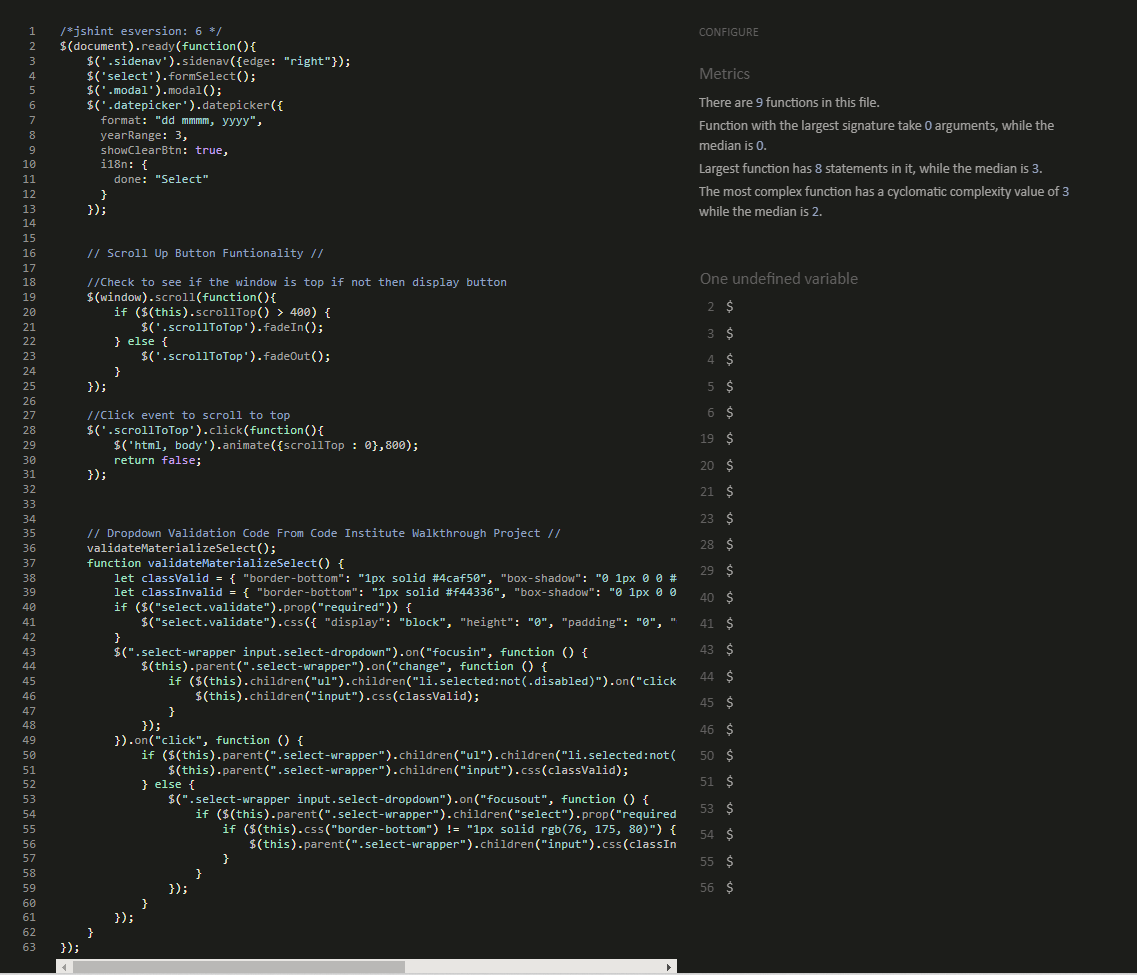 1 /*jshint esversion: 6 */
2 $(document).ready(function(){
3 $('.sidenav').sidenav({edge: "right"});
4 $('select').formSelect();
5 $('.modal').modal();
6 $('.datepicker').datepicker({
7 format: "dd mmmm, yyyy",
8 yearRange: 3,
9 showClearBtn: true,
10 i18n: {
11 done: "Select"
12 }
13 });
14
15
16 // Scroll Up Button Funtionality //
17
18 //Check to see if the window is top if not then display button
19 $(window).scroll(function(){
20 if ($(this).scrollTop() > 400) {
21 $('.scrollToTop').fadeIn();
22 } else {
23 $('.scrollToTop').fadeOut();
24 }
25 });
26
27 //Click event to scroll to top
28 $('.scrollToTop').click(function(){
29 $('html, body').animate({scrollTop : 0},800);
30 return false;
31 });
32
33
34
35 // Dropdown Validation Code From Code Institute Walkthrough Project //
36 validateMaterializeSelect();
37 function validateMaterializeSelect() {
38 let classValid = { "border-bottom": "1px solid #4caf50", "box-shadow": "0 1px 0 0 #
39 let classInvalid = { "border-bottom": "1px solid #f44336", "box-shadow": "0 1px 0 0
40 if ($("select.validate").prop("required")) {
41 $("select.validate").css({ "display": "block", "height": "0", "padding": "0", "
42 }
43 $(".select-wrapper input.select-dropdown").on("focusin", function () {
44 $(this).parent(".select-wrapper").on("change", function () {
45 if ($(this).children("ul").children("li.selected:not(.disabled)").on("click
46 $(this).children("input").css(classValid);
47 }
48 });
49 }).on("click", function () {
50 if ($(this).parent(".select-wrapper").children("ul").children("li.selected:not(
51 $(this).parent(".select-wrapper").children("input").css(classValid);
52 } else {
53 $(".select-wrapper input.select-dropdown").on("focusout", function () {
54 if ($(this).parent(".select-wrapper").children("select").prop("required
55 if ($(this).css("border-bottom") != "1px solid rgb(76, 175, 80)") {
56 $(this).parent(".select-wrapper").children("input").css(classIn
57 }
58 }
59 });
60 }
61 });
62 }
63 });
CONFIGURE
Metrics
There are 9 functions in this file.
Function with the largest signature take 0 arguments, while the
median is 0.
Largest function has 8 statements in it, while the median is 3.
The most complex function has a cyclomatic complexity value of 3
while the median is 2.
One undefined variable
2 $
3 $
4 $
5 $
6 $
19 $
20 $
21 $
23 $
28 $
29 $
40 $
41 $
43 $
44 $
45 $
46 $
50 $
51 $
53 $
54 $
55 $
56 $